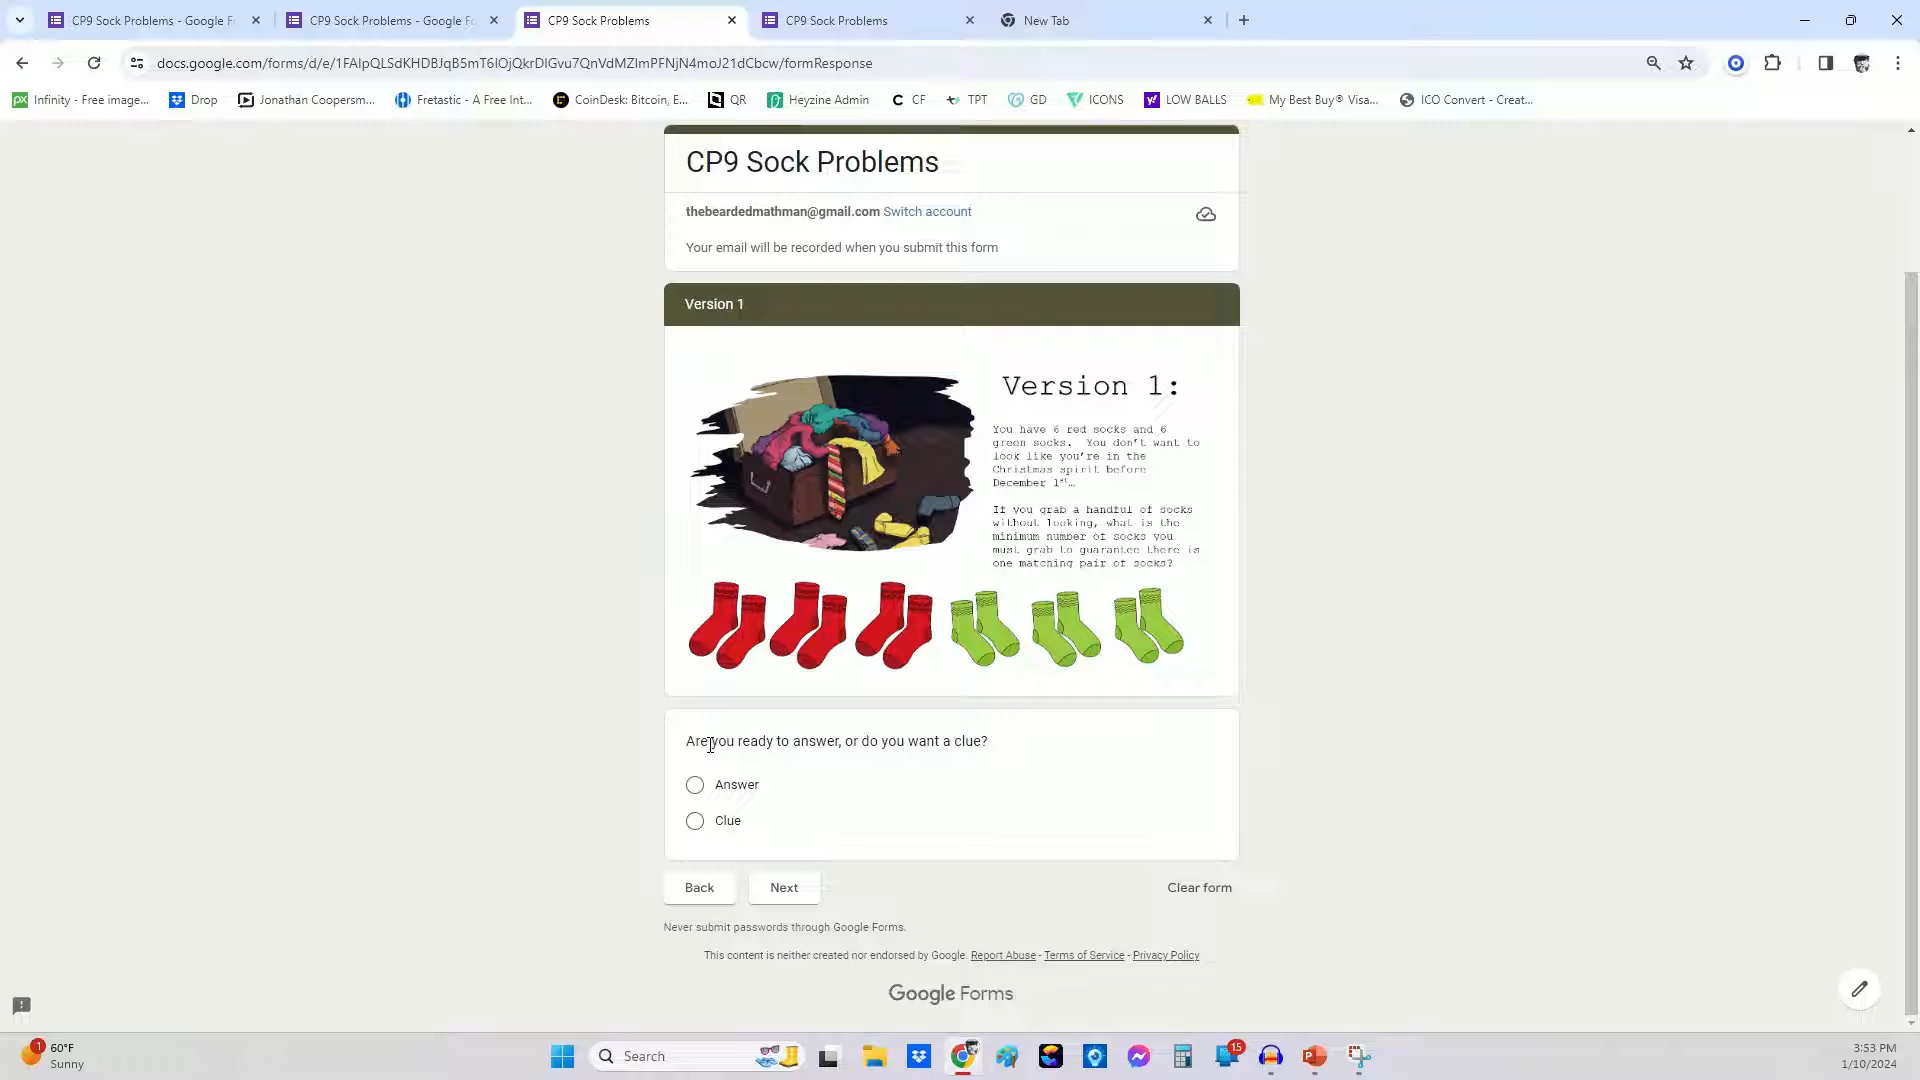 CP9 Sock Problems - Google F
CP9 Sock Problems - Google Fo
CP9 Sock Problems
CP9 Sock Problems
New Tab
docs.google.com/forms/d/e/1FAIpQLSdKHDBJqB5mT6IOjQkrDIGvu7QnVdMZImPFNjN4moJ21dCbcw/formResponse
Infinity - Free image...
Drop
Jonathan Coopersm...
Fretastic - A Free Int...
CoinDesk: Bitcoin, E...
QR
Heyzine Admin
CF
TPT
GD
ICONS
LOW BALLS
My Best Buy® Visa...
ICO Convert - Creat...
CP9 Sock Problems
thebeardedmathman@gmail.com Switch account
Your email will be recorded when you submit this form
Version 1
Version 1:
You have 6 red socks and 6
green socks. You don't want to
look like you're in the
Christmas spirit before
December 1st…
If you grab a handful of socks
without looking, what is the
minimum number of socks you
must grab to guarantee there is
one matching pair of socks?
Are you ready to answer, or do you want a clue?
Answer
Clue
Back
Next
Clear form
Never submit passwords through Google Forms.
This content is neither created nor endorsed by Google. Report Abuse - Terms of Service - Privacy Policy
Google Forms
1
60°F
Sunny
Search
15
3:53 PM
1/10/2024